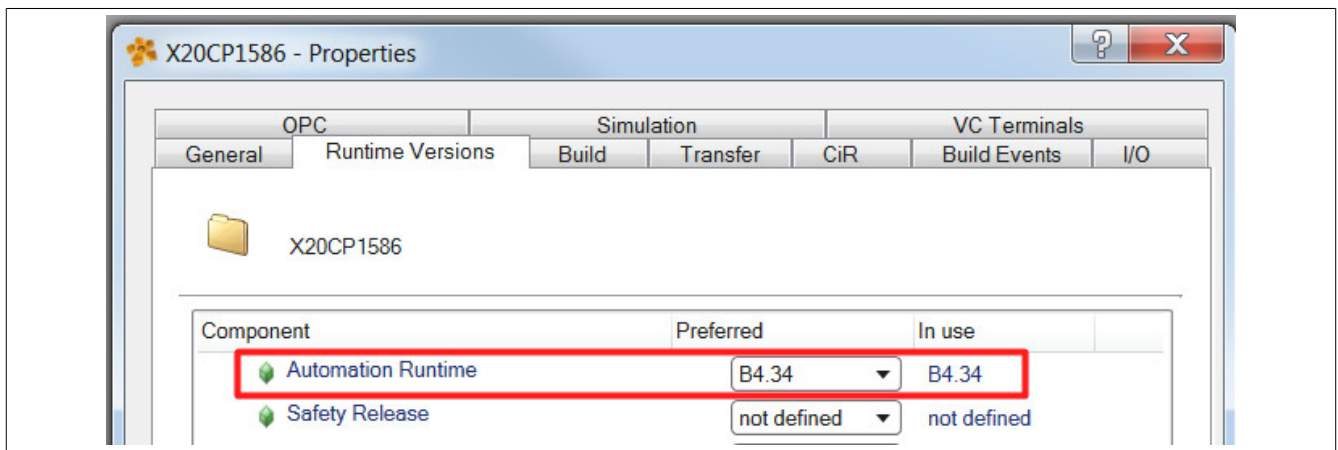 X20CP1586 - Properties
OPC Simulation VC Terminals
General Runtime Versions Build Transfer CiR Build Events I/O
X20CP1586
Component Preferred In use
Automation Runtime B4.34 B4.34
Safety Release not defined not defined